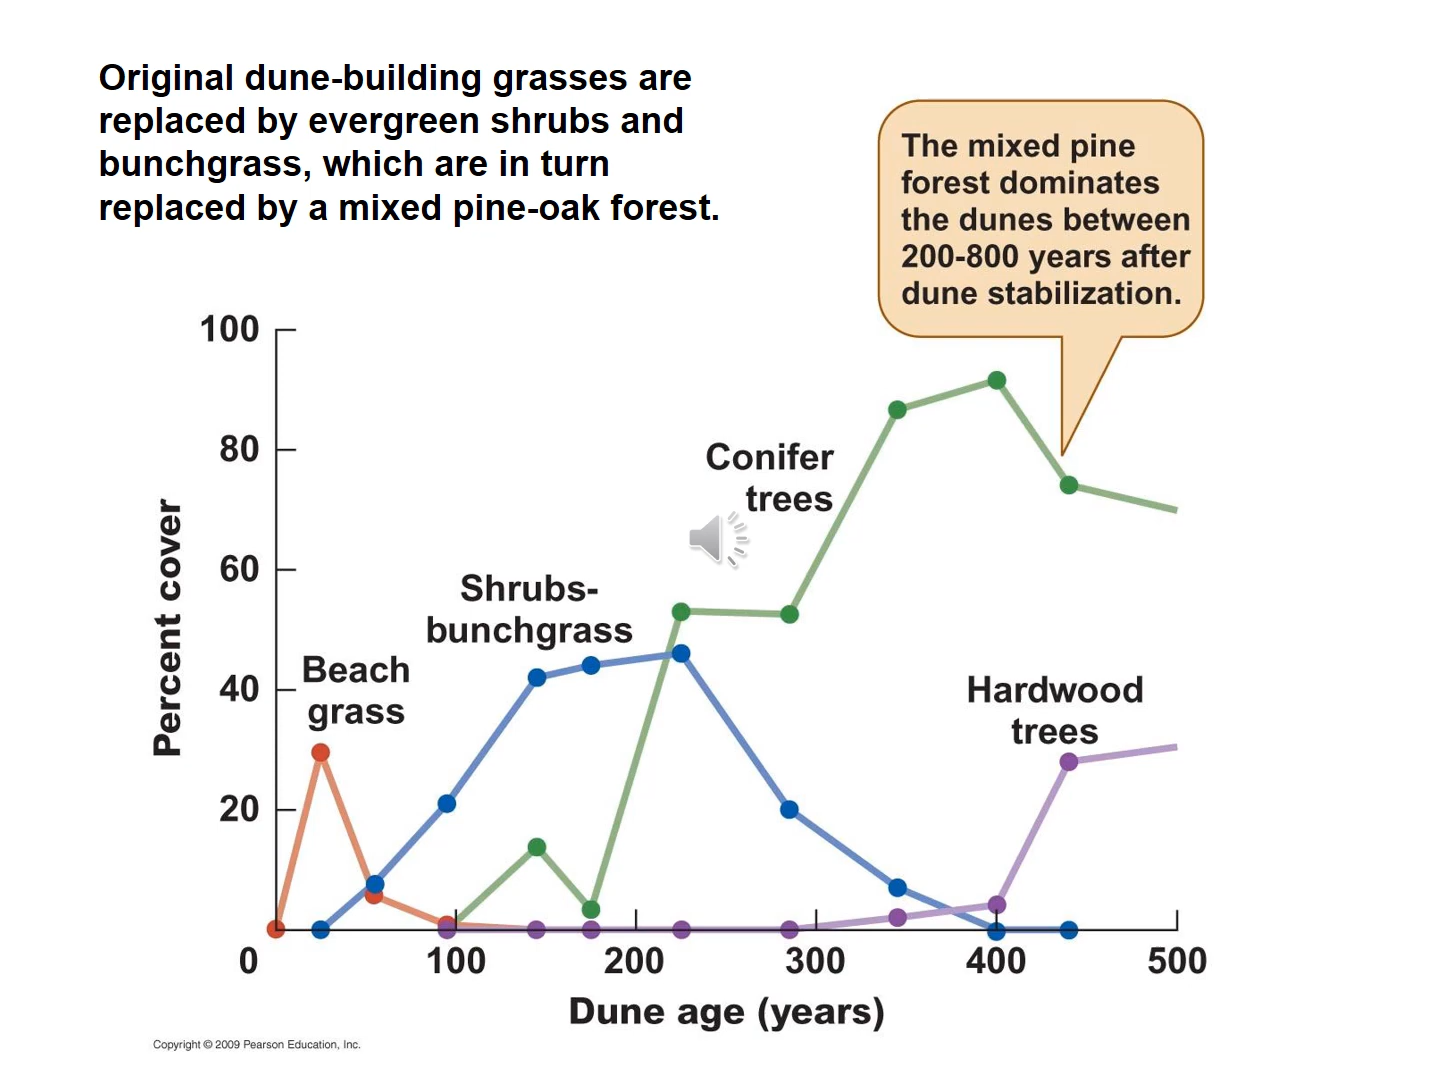 Original dune-building grasses are
replaced by evergreen shrubs and
bunchgrass, which are in turn
replaced by a mixed pine-oak forest.
The mixed pine
forest dominates
the dunes between
200-800 years after
dune stabilization.
100
80
60
40
20
Percent cover
Beach
grass
Shrubs-
bunchgrass
Conifer
trees
Hardwood
trees
0 100 200 300 400 500
Dune age (years)
Copyright © 2009 Pearson Education, Inc.